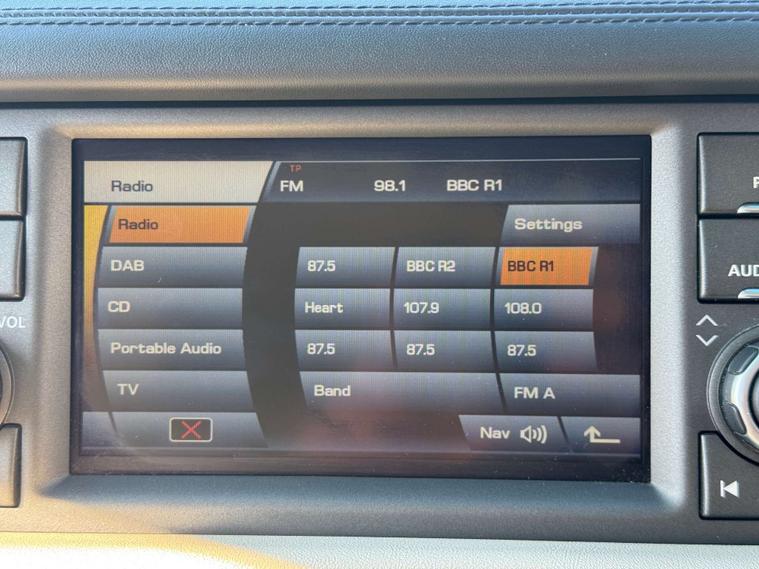 TP
Radio FM 98.1 BBC R1
Radio Settings
DAB 87.5 BBC R2 BBC R1
CD Heart 107.9 108.0
Portable Audio 87.5 87.5 87.5
TV Band FM A
Nav
VOL